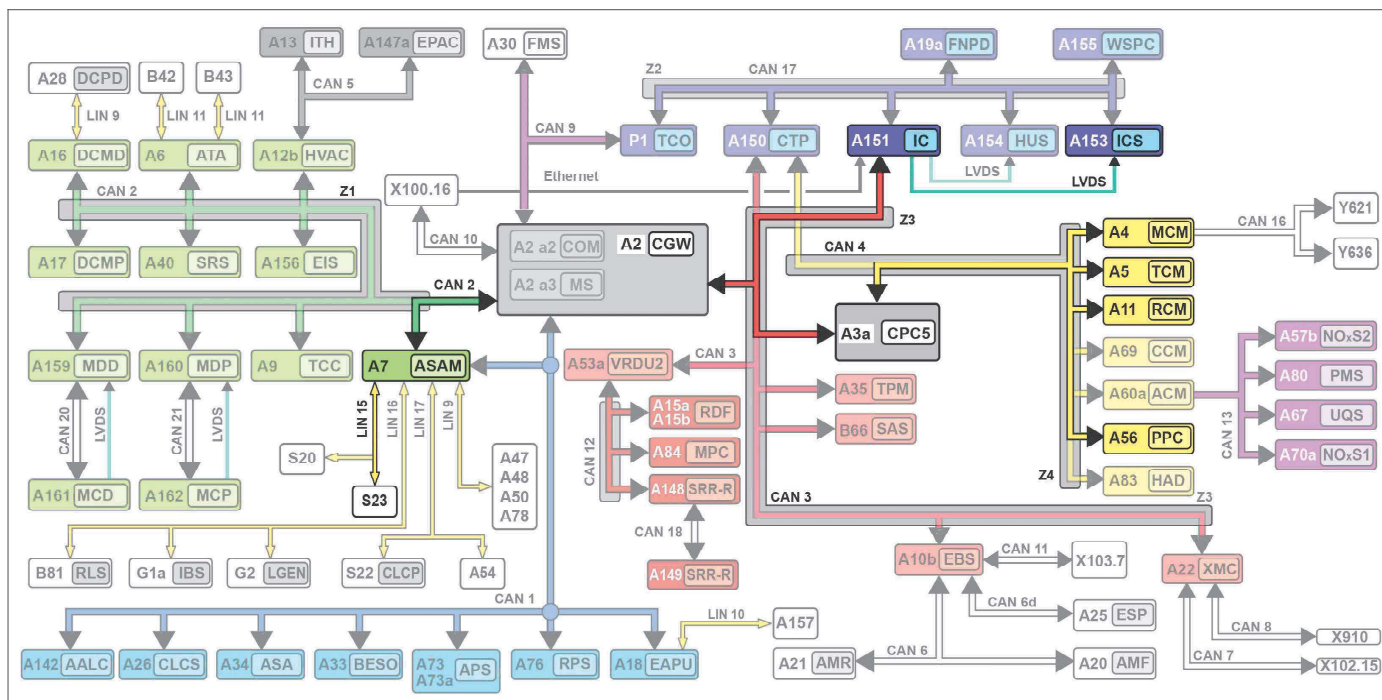 A13 ITH
A147a EPAC
A30 FMS
A19a FNPD
A155 WSPC
A28 DCPD
B42
B43
CAN 5
Z2
CAN 17
LIN 9
LIN 11
LIN 11
CAN 9
A16 DCMD
A6 ATA
A12b HVAC
P1 TCO
A150 CTP
A151 IC
A154 HUS
A153 ICS
CAN 2
Z1
X100.16
Ethernet
LVDS
LVDS
Y621
CAN 10
Z3
CAN 16
A17 DCMP
A40 SRS
A156 EIS
A2 a2 COM
A2 CGW
CAN 4
A4 MCM
Y636
A2 a3 MS
A5 TCM
CAN 2
A11 RCM
A3a CPC5
A57b NOxS2
A159 MDD
A160 MDP
A9 TCC
A7 ASAM
A53a VRDU2
CAN 3
A69 CCM
A80 PMS
A35 TPM
A60a ACM
CAN 20
LVDS
CAN 21
LVDS
LIN 15
LIN 16
LIN 17
LIN 9
A15a
A15b RDF
B66 SAS
CAN 13
A67 UQS
CAN 12
A84 MPC
A56 PPC
A70a NOxS1
S20
A47
A48
A50
A78
A161 MCD
A162 MCP
S23
A148 SRR-R
Z4
A83 HAD
CAN 3
Z3
CAN 18
B81 RLS
G1a IBS
G2 LGEN
S22 CLCP
A54
A149 SRR-R
A10b EBS
CAN 11
X103.7
A22 XMC
CAN 1
CAN 6d
A25 ESP
LIN 10
A157
CAN 8
X910
A142 AALC
A26 CLCS
A34 ASA
A33 BESO
A73
A73a APS
A76 RPS
A18 EAPU
A21 AMR
CAN 6
A20 AMF
CAN 7
X102.15